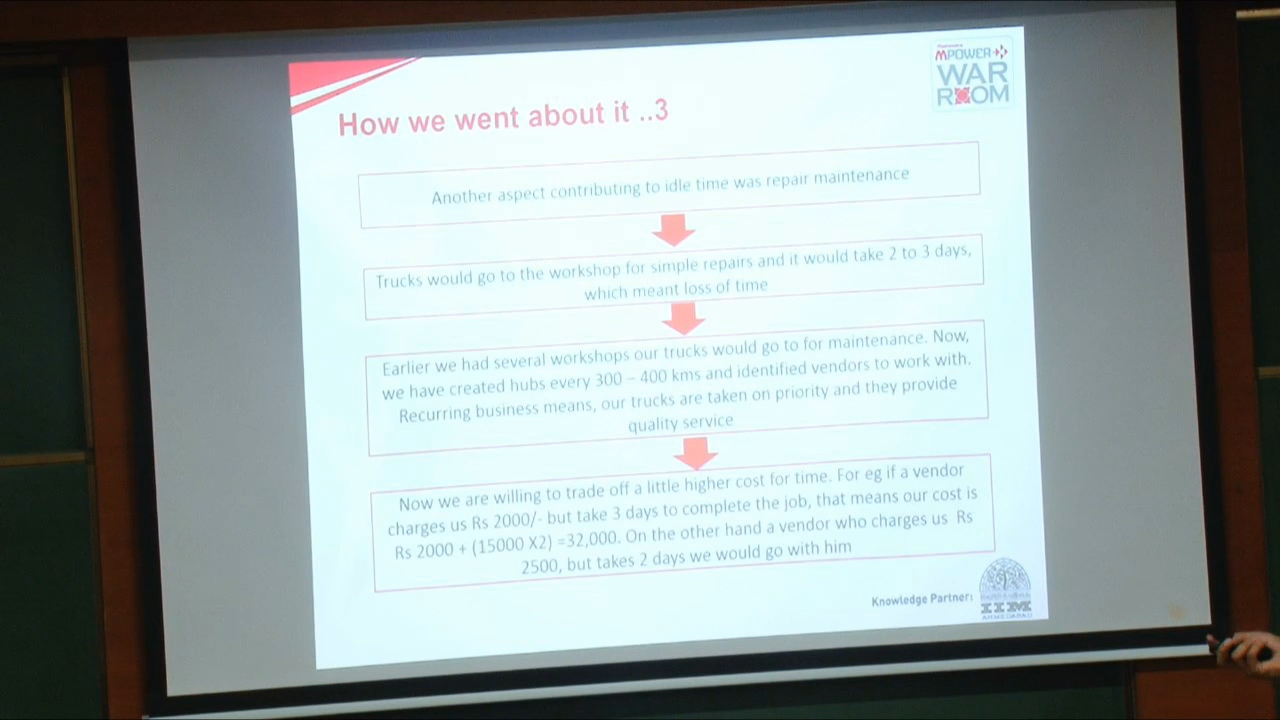 Mahindra
MPOWER
WAR
ROOM
How we went about it ..3
Another aspect contributing to idle time was repair maintenance
Trucks would go to the workshop for simple repairs and it would take 2 to 3 days,
which meant loss of time
Earlier we had several workshops our trucks would go to for maintenance. Now,
we have created hubs every 300 – 400 kms and identified vendors to work with.
Recurring business means, our trucks are taken on priority and they provide
quality service
Now we are willing to trade off a little higher cost for time. For eg if a vendor
charges us Rs 2000/- but take 3 days to complete the job, that means our cost is
Rs 2000 + (15000 X2) =32,000. On the other hand a vendor who charges us Rs
2500, but takes 2 days we would go with him
Knowledge Partner:
IIM
AHMEDABAD